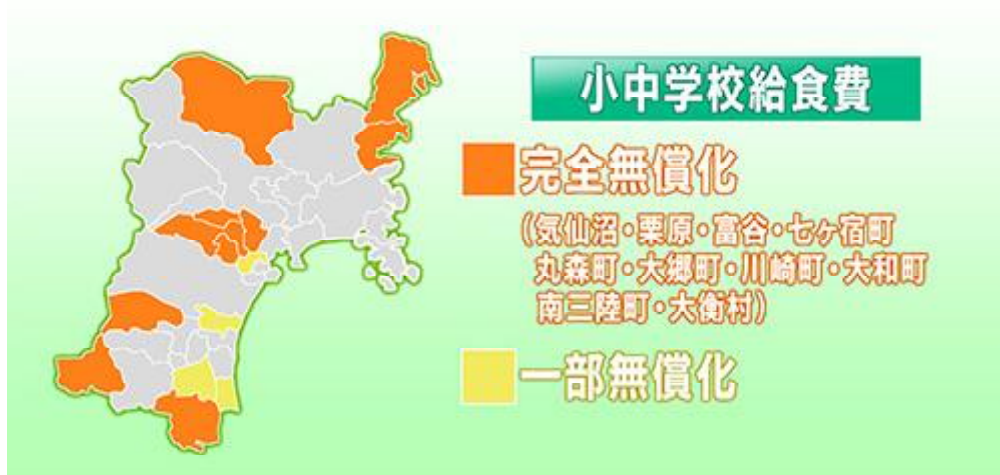 小中学校給食費
完全無償化
(気仙沼・栗原・富谷・七ヶ宿町
丸森町・大郷町・川崎町・大和町
南三陸町・大衡村)
一部無償化